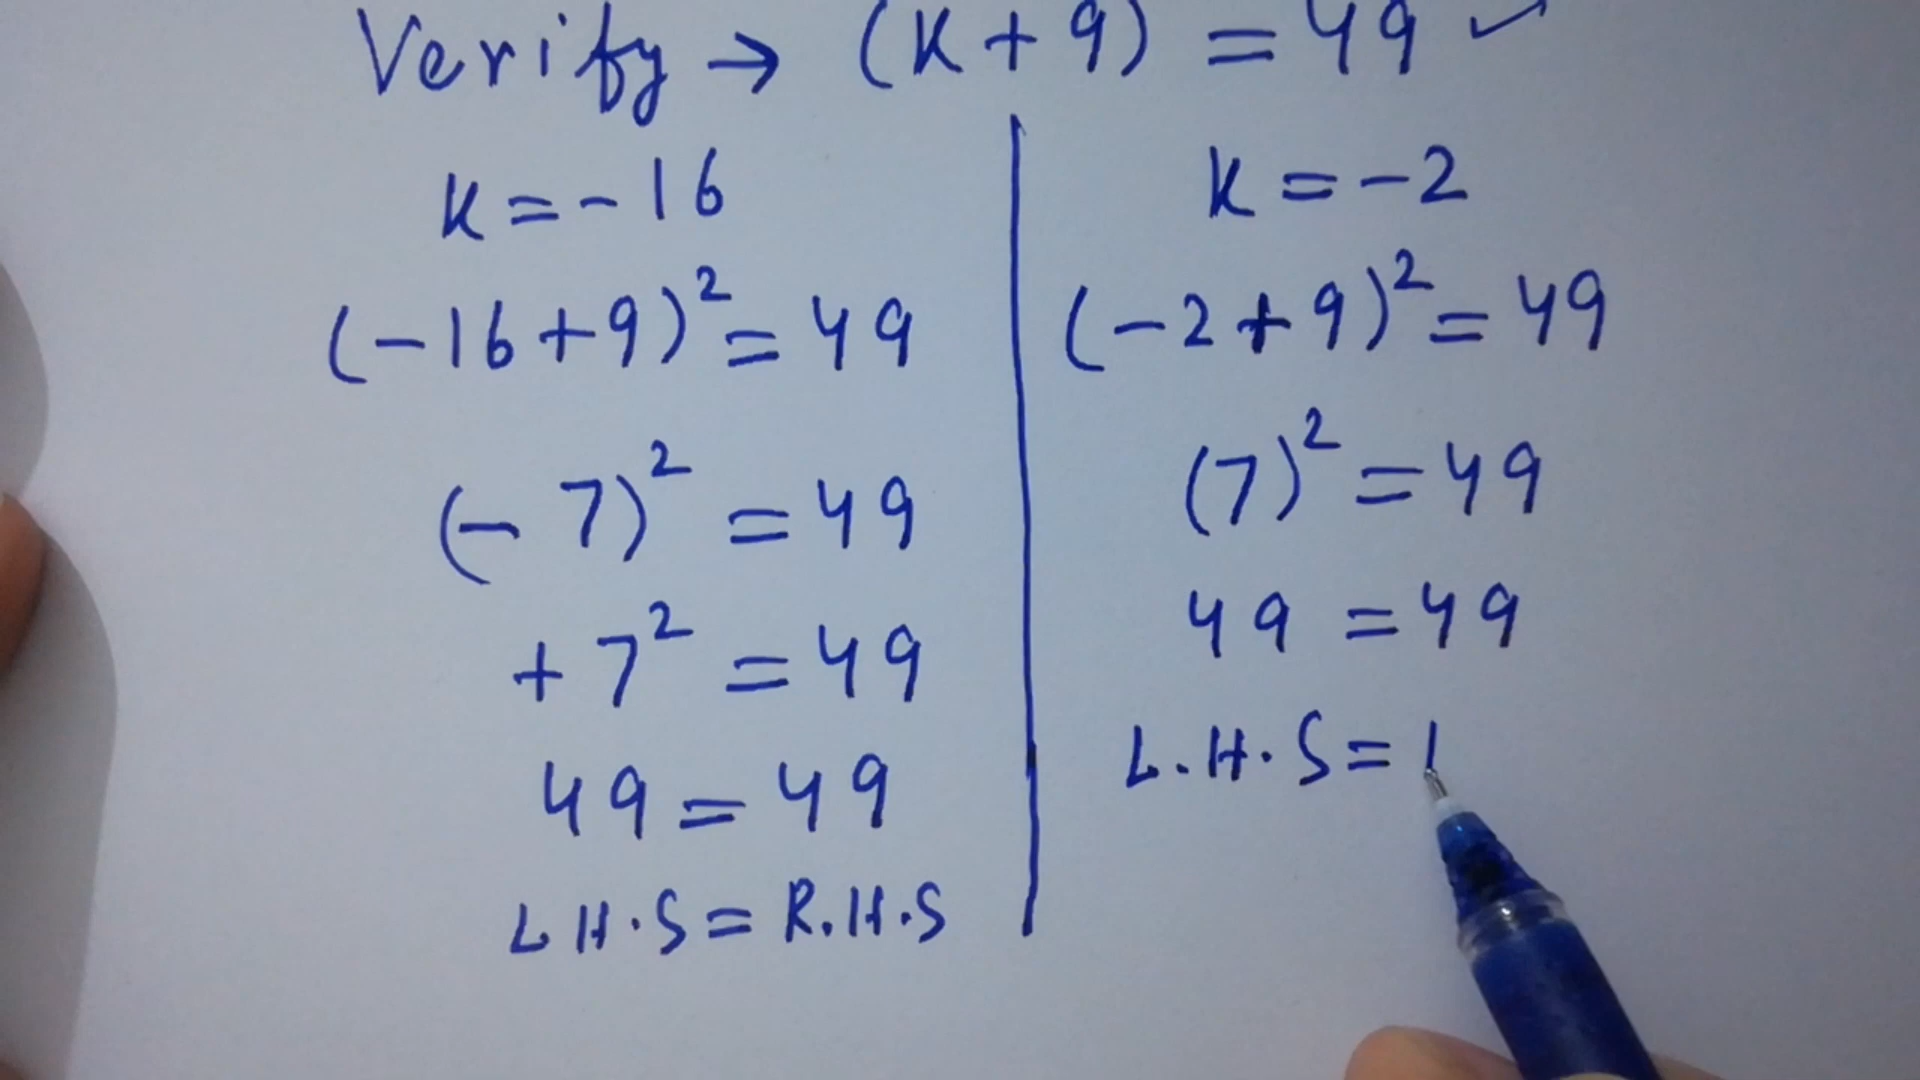 Verify → (K+9) = 49 ✓
K = -16
(-16+9)² = 49
(- 7)² = 49
+ 7² = 49
49 = 49
L H.S = R.H.S
K = -2
(-2+9)² = 49
(7)² = 49
49 = 49
L.H.S =